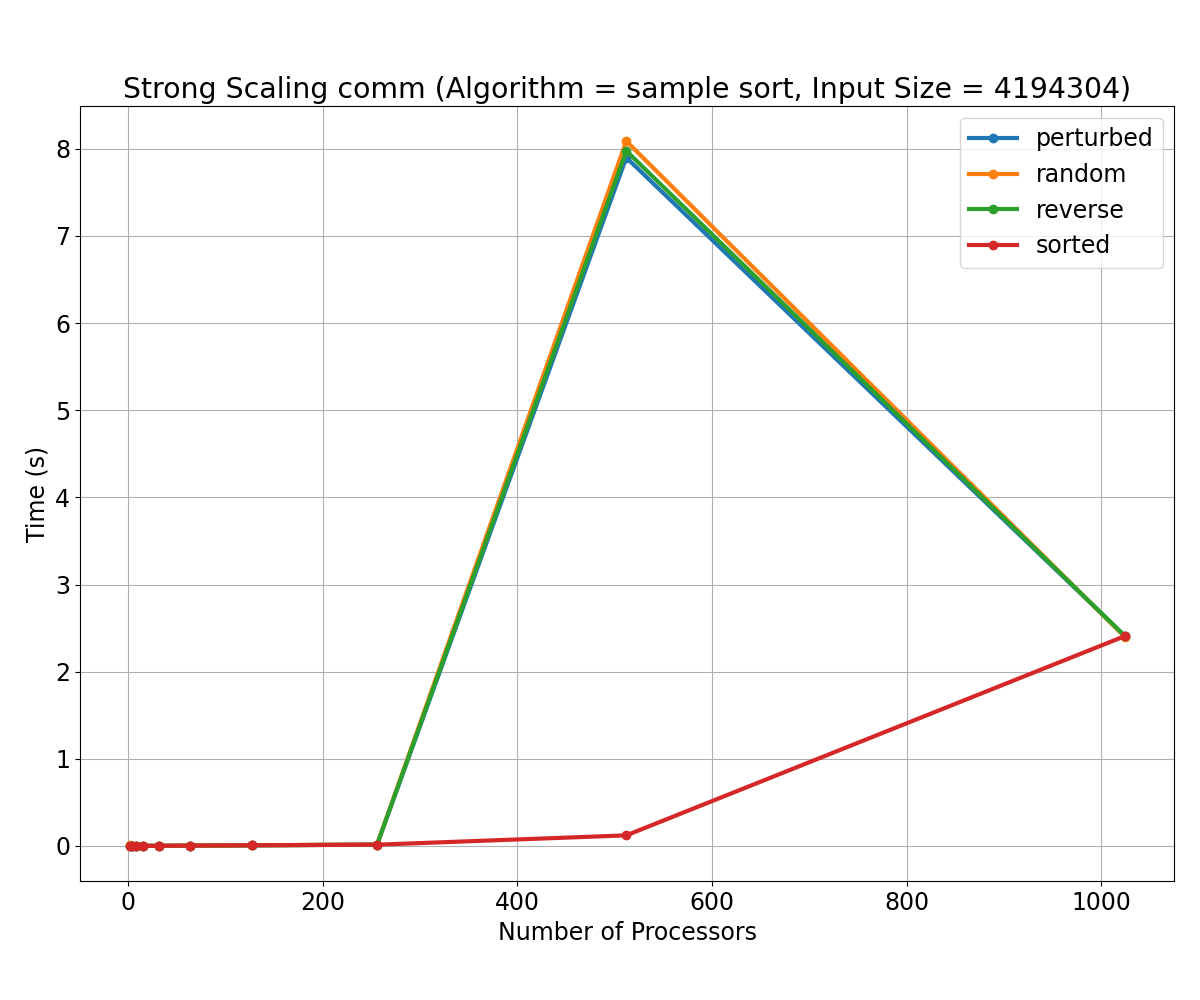 Strong Scaling comm (Algorithm = sample sort, Input Size = 4194304)
perturbed
random
reverse
sorted
8
7
6
5
4
3
2
1
0
Time (s)
0 200 400 600 800 1000
Number of Processors